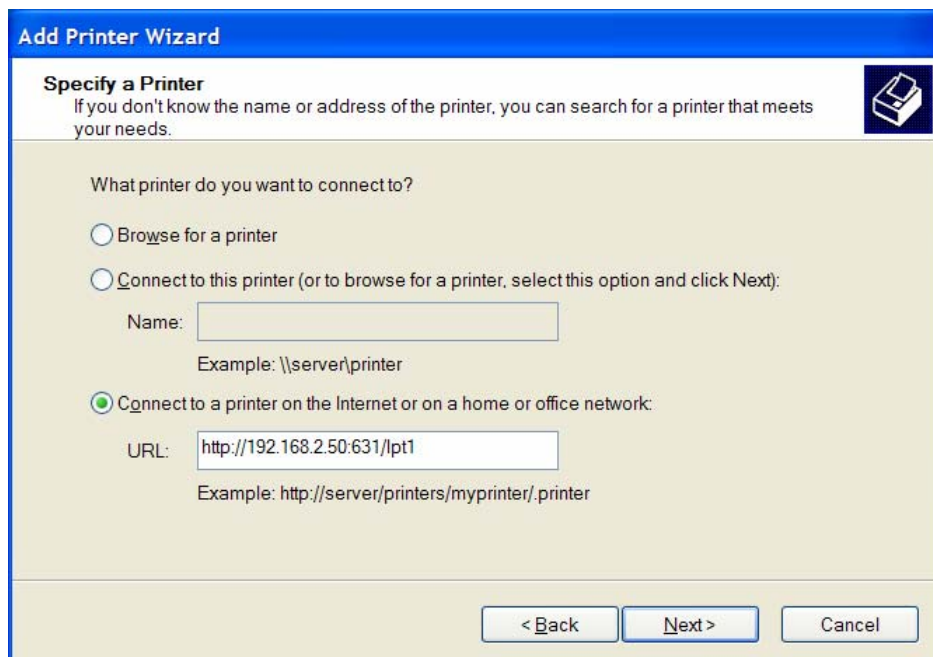 Add Printer Wizard
Specify a Printer
If you don't know the name or address of the printer, you can search for a printer that meets
your needs.
What printer do you want to connect to?
Browse for a printer
Connect to this printer (or to browse for a printer, select this option and click Next):
Name:
Example: \\server\printer
Connect to a printer on the Internet or on a home or office network:
URL: http://192.168.2.50:631/lpt1
Example: http://server/printers/myprinter/.printer
< Back Next > Cancel